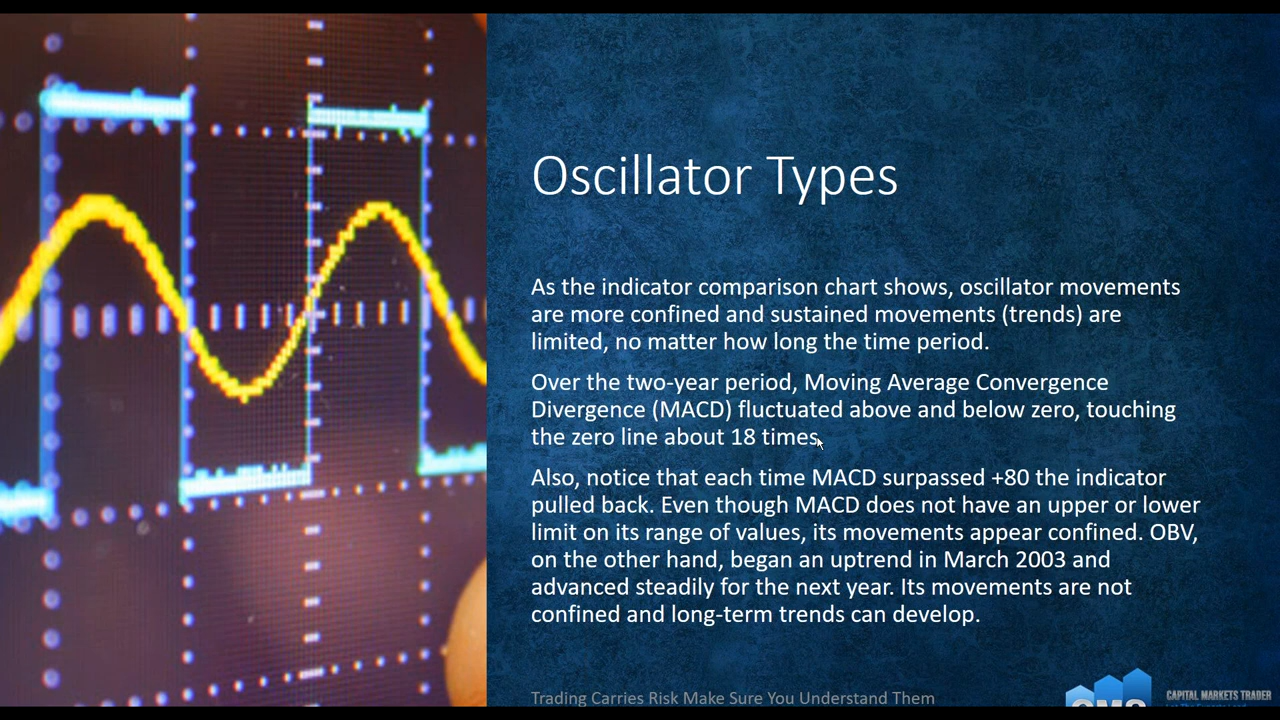 Oscillator Types
As the indicator comparison chart shows, oscillator movements
are more confined and sustained movements (trends) are
limited, no matter how long the time period.
Over the two-year period, Moving Average Convergence
Divergence (MACD) fluctuated above and below zero, touching
the zero line about 18 times.
Also, notice that each time MACD surpassed +80 the indicator
pulled back. Even though MACD does not have an upper or lower
limit on its range of values, its movements appear confined. OBV,
on the other hand, began an uptrend in March 2003 and
advanced steadily for the next year. Its movements are not
confined and long-term trends can develop.
Trading Carries Risk Make Sure You Understand Them
CAPITAL MARKETS TRADER